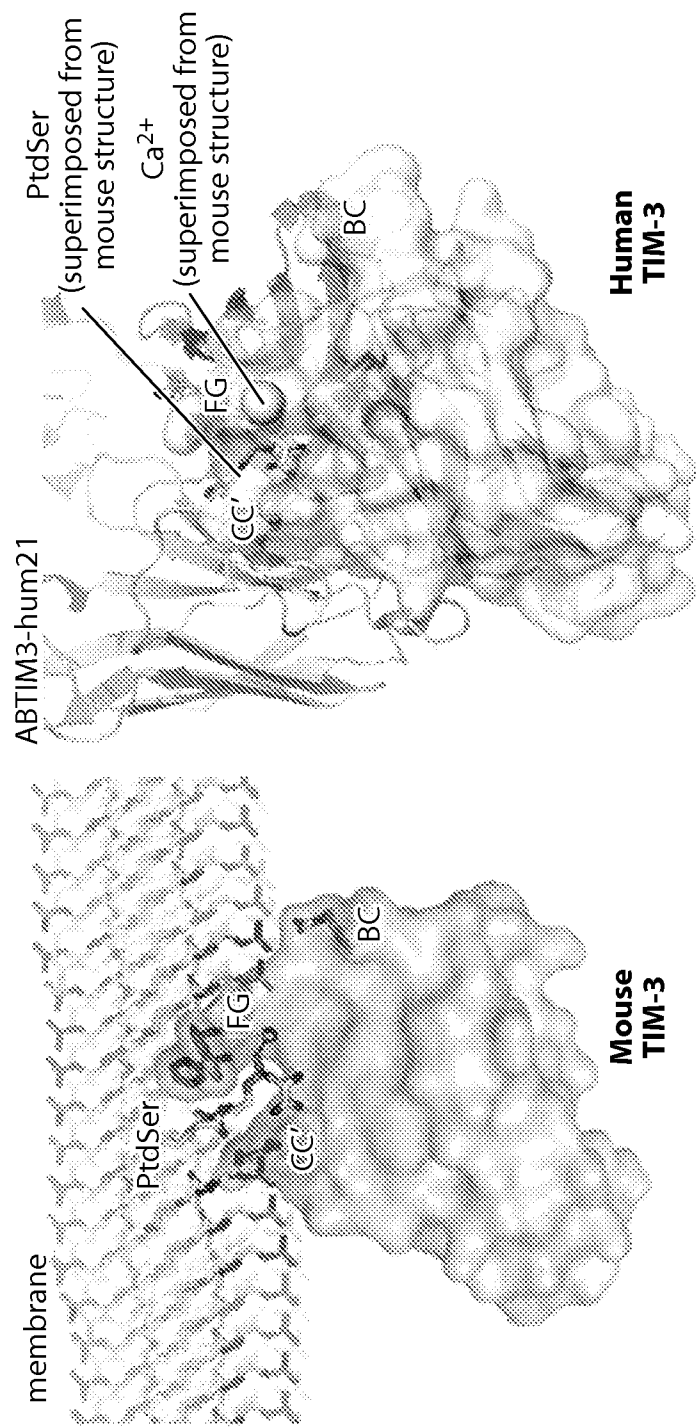 membrane
PtdSer
FG
CC′
BC
Mouse
TIM-3
ABTIM3-hum21
PtdSer
(superimposed from
mouse structure)
Ca²⁺
(superimposed from
mouse structure)
FG
CC′
BC
Human
TIM-3